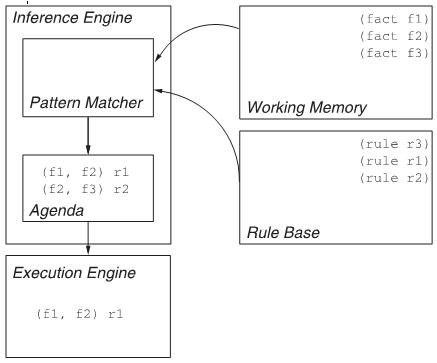 Inference Engine
Pattern Matcher
(f1, f2) r1
(f2, f3) r2
Agenda
Execution Engine
(f1, f2) r1
(fact f1)
(fact f2)
(fact f3)
Working Memory
(rule r3)
(rule r1)
(rule r2)
Rule Base